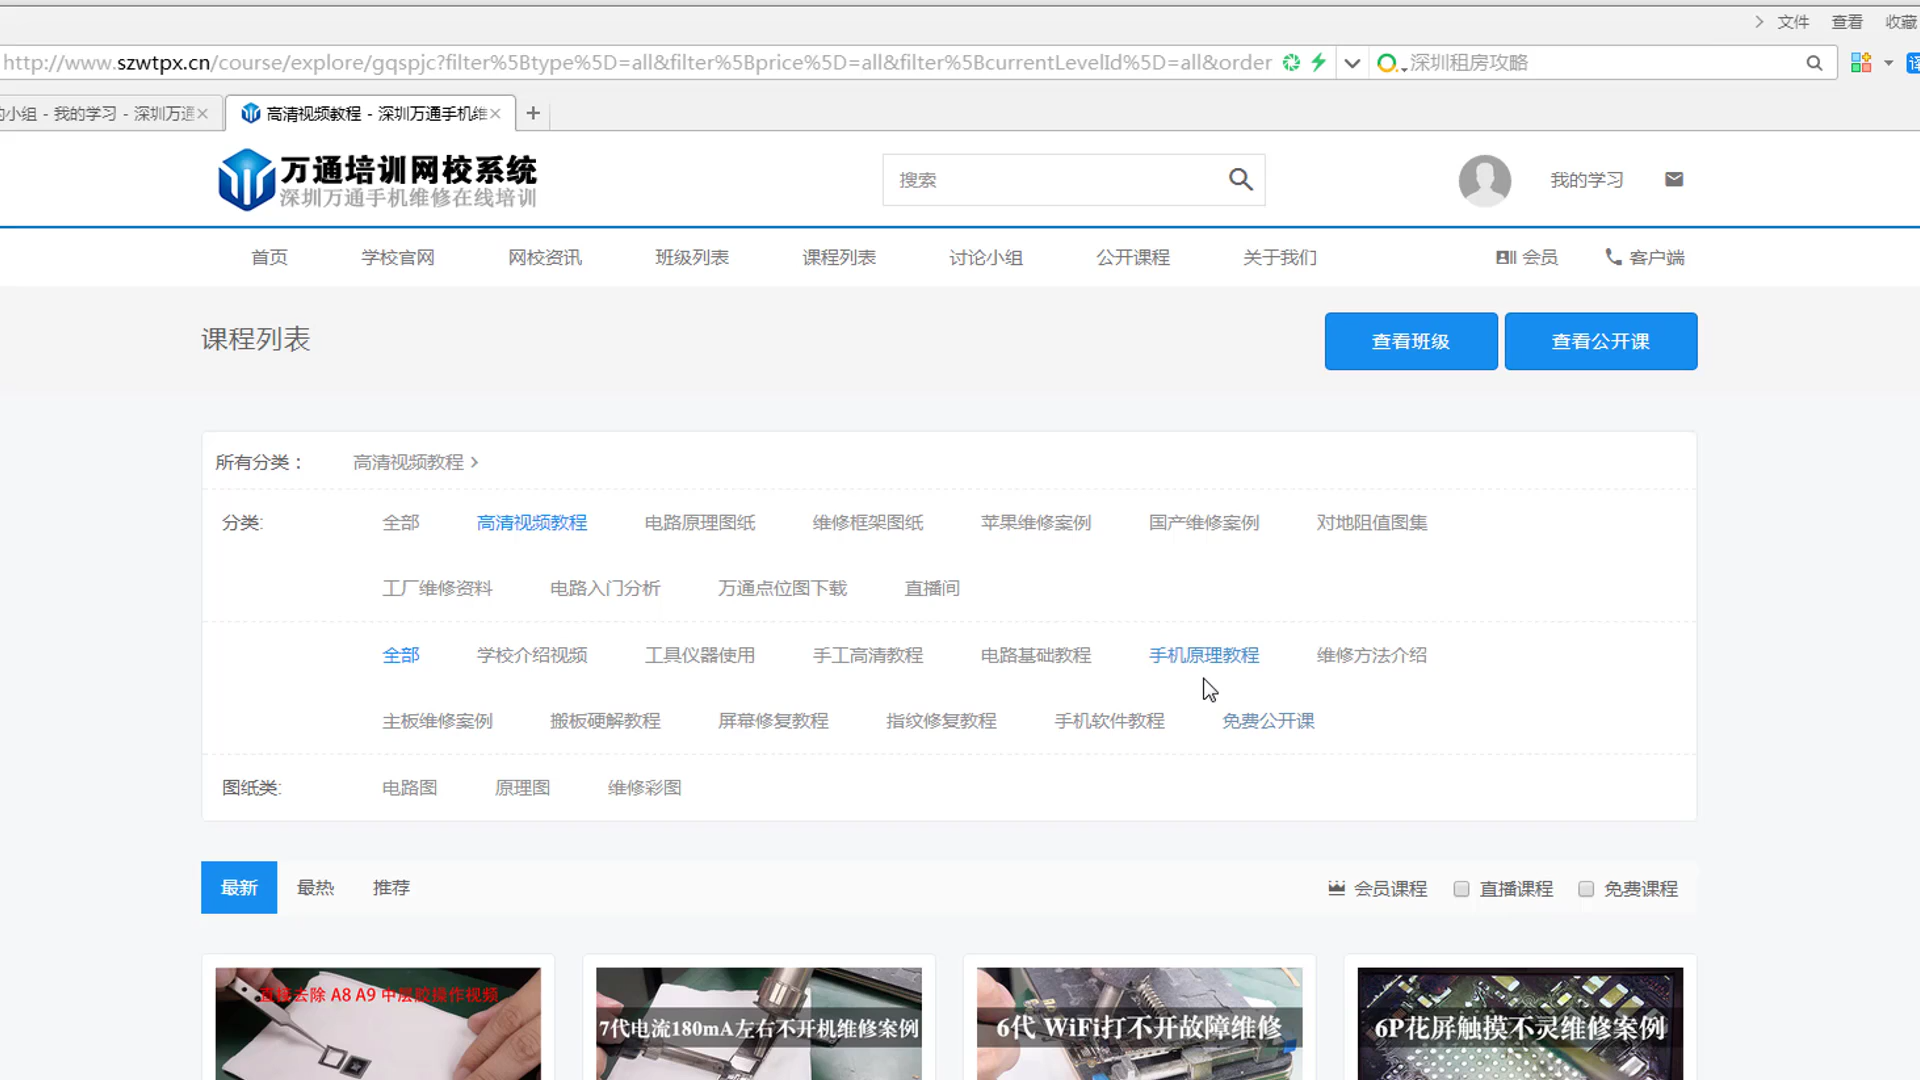 文件 查看 收藏
http://www.szwtpx.cn/course/explore/gqspjc?filter%5Btype%5D=all&filter%5Bprice%5D=all&filter%5BcurrentLevelId%5D=all&order 深圳租房攻略
小组 - 我的学习 - 深圳万通 高清视频教程 - 深圳万通手机维
万通培训网校系统
深圳万通手机维修在线培训
搜索
我的学习
首页 学校官网 网校资讯 班级列表 课程列表 讨论小组 公开课程 关于我们 会员 客户端
课程列表 查看班级 查看公开课
所有分类： 高清视频教程
分类: 全部 高清视频教程 电路原理图纸 维修框架图纸 苹果维修案例 国产维修案例 对地阻值图集
工厂维修资料 电路入门分析 万通点位图下载 直播间
全部 学校介绍视频 工具仪器使用 手工高清教程 电路基础教程 手机原理教程 维修方法介绍
主板维修案例 搬板硬解教程 屏幕修复教程 指纹修复教程 手机软件教程 免费公开课
图纸类: 电路图 原理图 维修彩图
最新 最热 推荐 会员课程 直播课程 免费课程
直接去除 A8 A9 中层胶操作视频
7代电流180mA左右不开机维修案例
6代 WiFi打不开故障维修
6P花屏触摸不灵维修案例